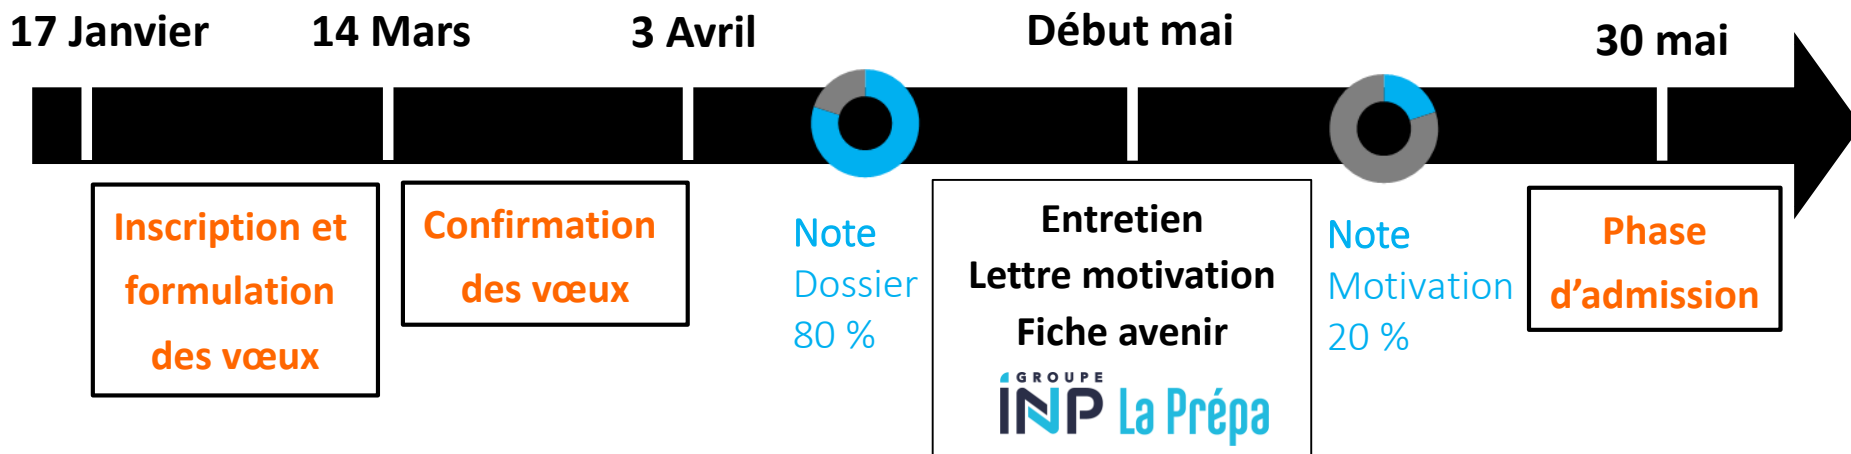 17 Janvier
14 Mars
3 Avril
Début mai
30 mai
Inscription et
formulation
des vœux
Confirmation
des vœux
Note
Dossier
80 %
Entretien
Lettre motivation
Fiche avenir
GROUPE
INP La Prépa
Note
Motivation
20 %
Phase
d’admission